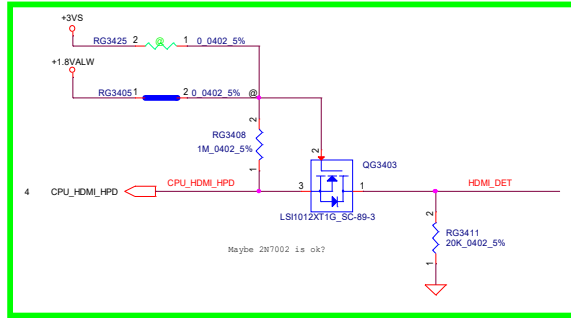 +3VS
RG3425 2 @ 1 0_0402_5%
+1.8VALW
RG3405 1 2 0_0402_5% @
2
RG3408
1M_0402_5%
1
2
QG3403
4 CPU_HDMI_HPD CPU_HDMI_HPD 3 1 HDMI_DET
LSI1012XT1G_SC-89-3
2
RG3411
20K_0402_5%
1
Maybe 2N7002 is ok?